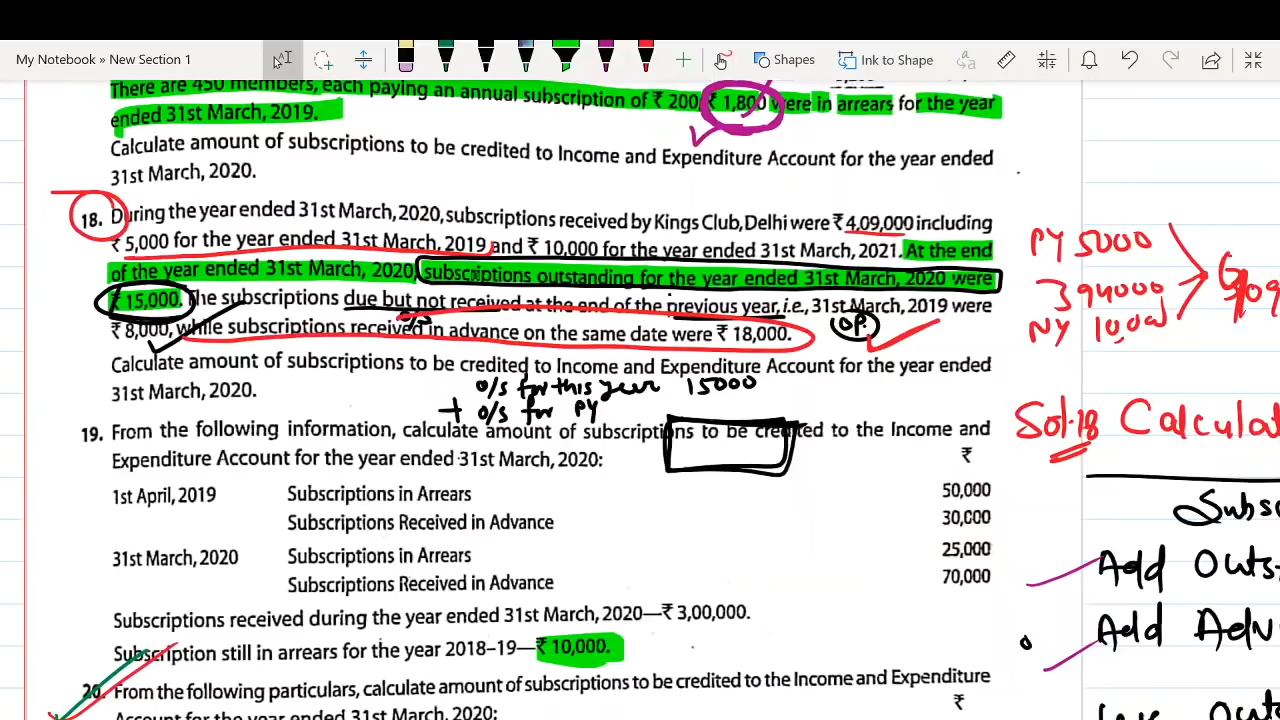 My Notebook » New Section 1
Shapes
Ink to Shape
There are 450 members, each paying an annual subscription of ₹ 200, ₹ 1,800 were in arrears for the year
ended 31st March, 2019.
Calculate amount of subscriptions to be credited to Income and Expenditure Account for the year ended
31st March, 2020.
18. During the year ended 31st March, 2020, subscriptions received by Kings Club, Delhi were ₹ 4,09,000 including
₹ 5,000 for the year ended 31st March, 2019 and ₹ 10,000 for the year ended 31st March, 2021. At the end
of the year ended 31st March, 2020, subscriptions outstanding for the year ended 31st March, 2020 were
₹ 15,000. The subscriptions due but not received at the end of the previous year, i.e., 31st March, 2019 were
₹ 8,000, while subscriptions received in advance on the same date were ₹ 18,000.
OP.
Calculate amount of subscriptions to be credited to Income and Expenditure Account for the year ended
31st March, 2020.
o/s for this year 15000
+ o/s for PY
PY 5000
394000
NY 10,000
Sol.18 Calculat
Subsc
Add Outs
Add Adv
19. From the following information, calculate amount of subscriptions to be credited to the Income and
Expenditure Account for the year ended 31st March, 2020: ₹
1st April, 2019 Subscriptions in Arrears 50,000
Subscriptions Received in Advance 30,000
31st March, 2020 Subscriptions in Arrears 25,000
Subscriptions Received in Advance 70,000
Subscriptions received during the year ended 31st March, 2020—₹ 3,00,000.
Subscription still in arrears for the year 2018–19—₹ 10,000.
20. From the following particulars, calculate amount of subscriptions to be credited to the Income and Expenditure
Account for the year ended 31st March, 2020: ₹